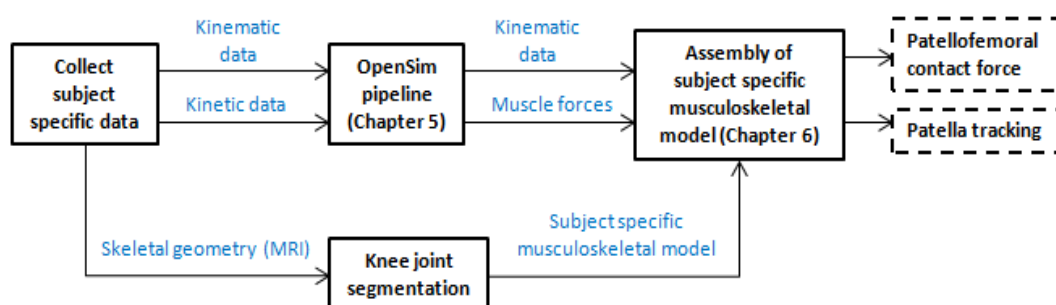 Collect
subject
specific data
Kinematic
data
Kinetic data
OpenSim
pipeline
(Chapter 5)
Kinematic
data
Muscle forces
Assembly of
subject specific
musculoskeletal
model (Chapter 6)
Patellofemoral
contact force
Patella tracking
Skeletal geometry (MRI)
Knee joint
segmentation
Subject specific
musculoskeletal model